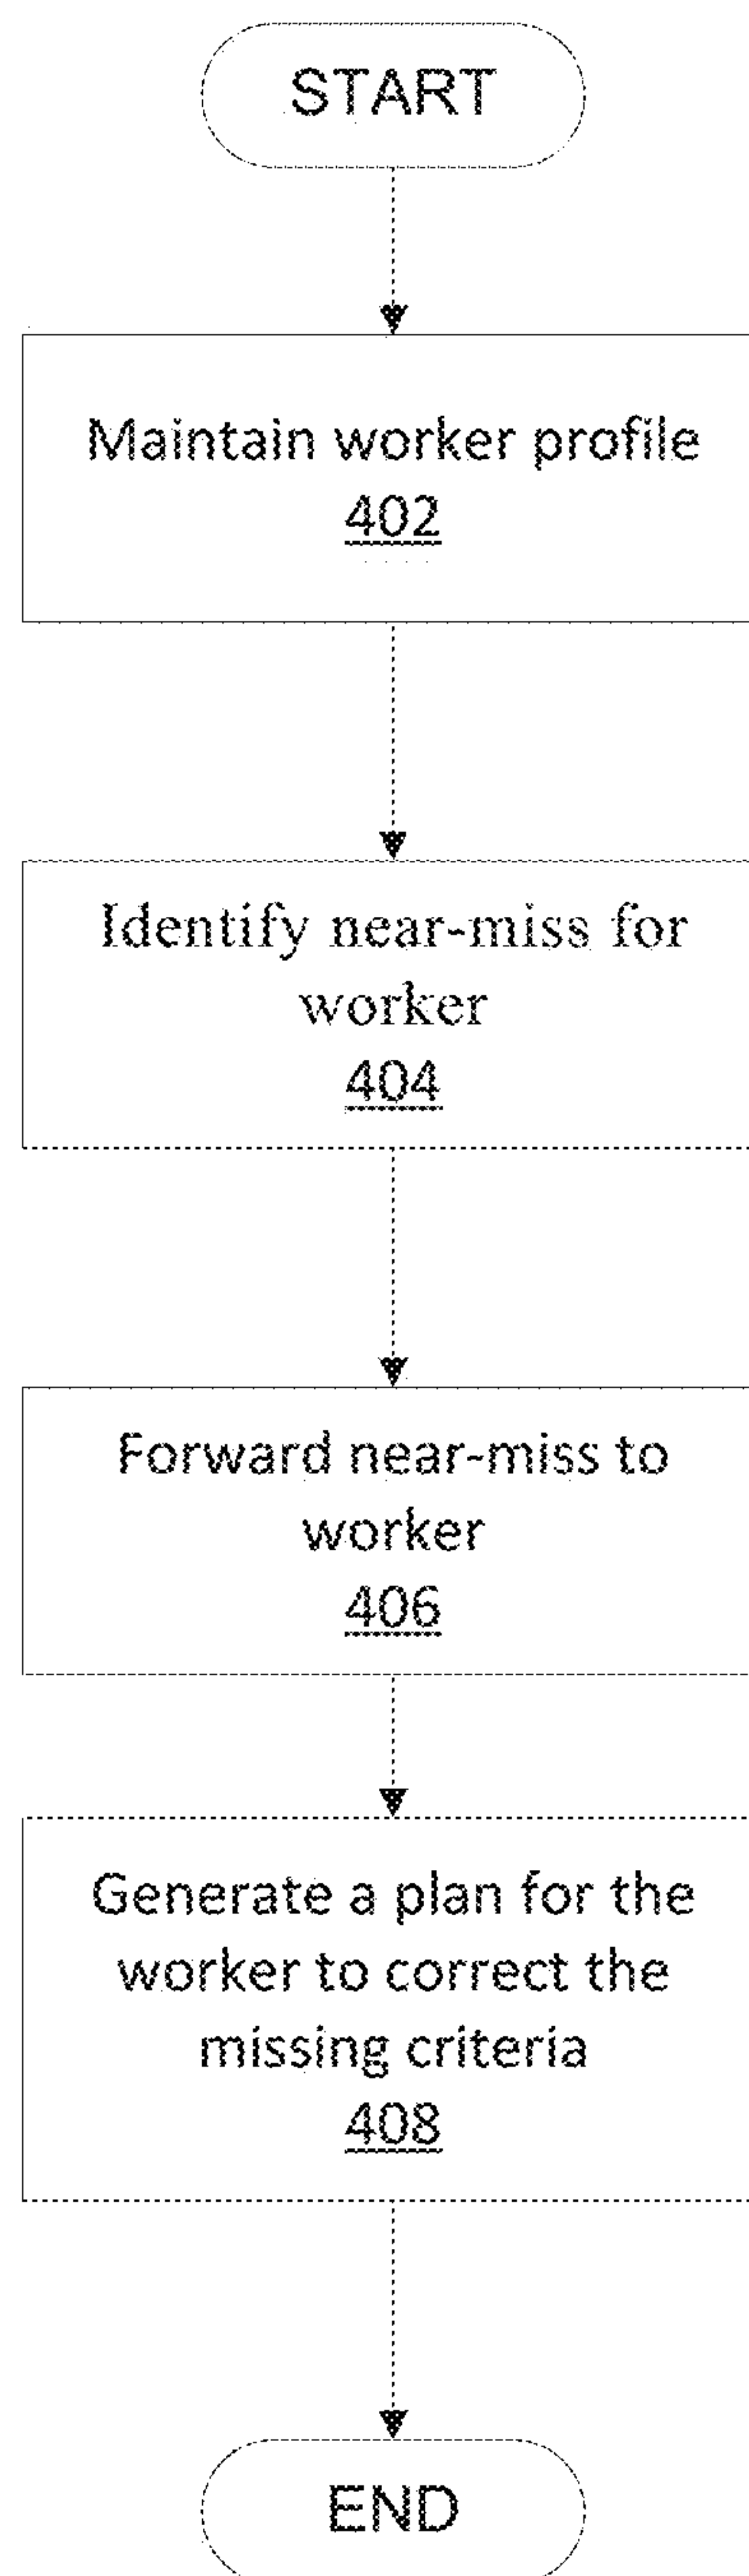 START
Maintain worker profile
402
Identify near-miss for
worker
404
Forward near-miss to
worker
406
Generate a plan for the
worker to correct the
missing criteria
408
END